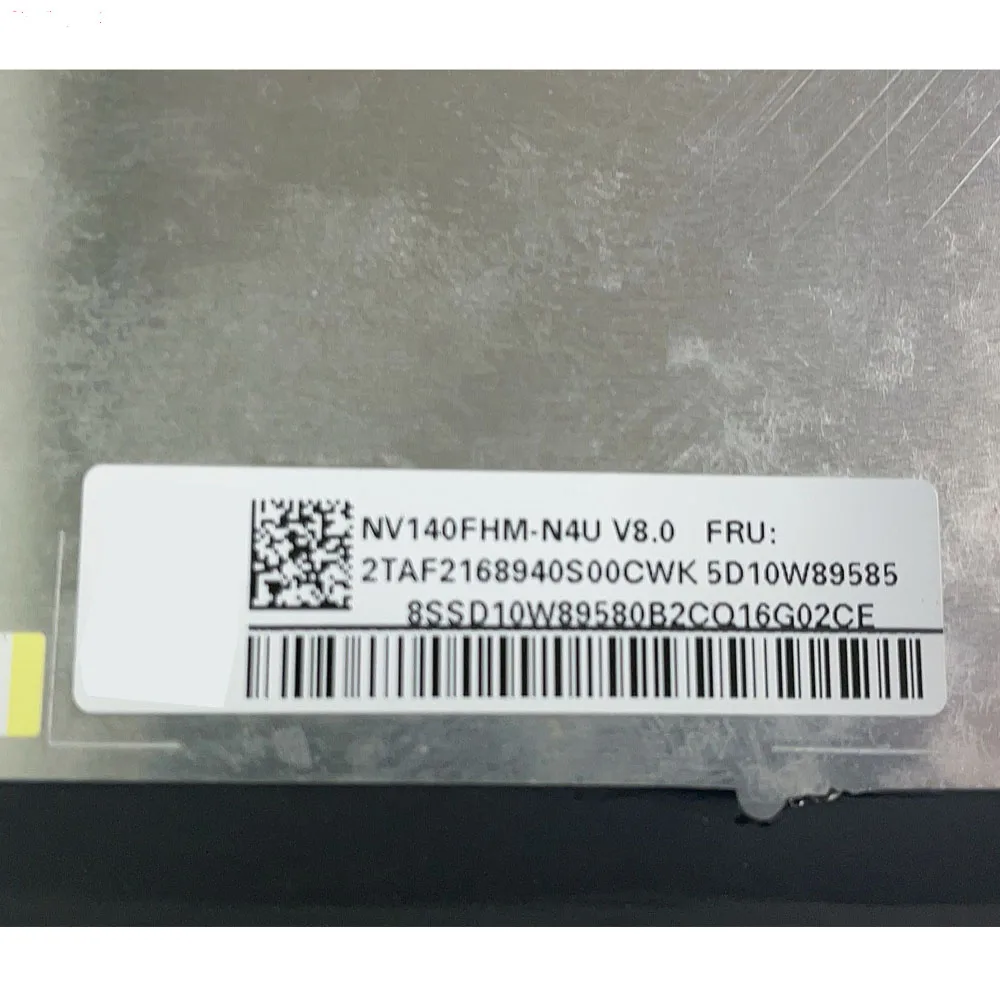 NV140FHM-N4U V8.0 FRU:
2TAF2168940S00CWK 5D10W89585
8SSD10W89580B2CQ16G02CE